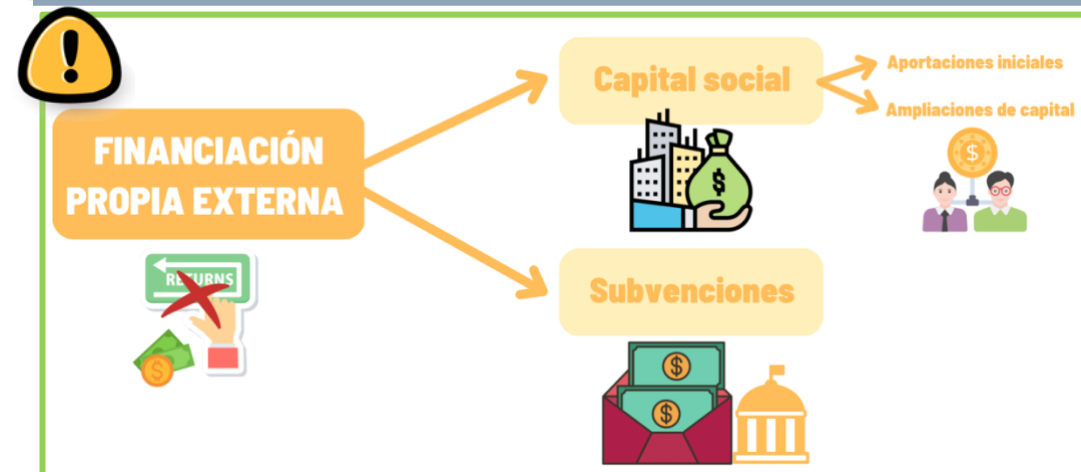 FINANCIACIÓN
PROPIA EXTERNA
RETURNS
Capital social
Aportaciones iniciales
Ampliaciones de capital
Subvenciones